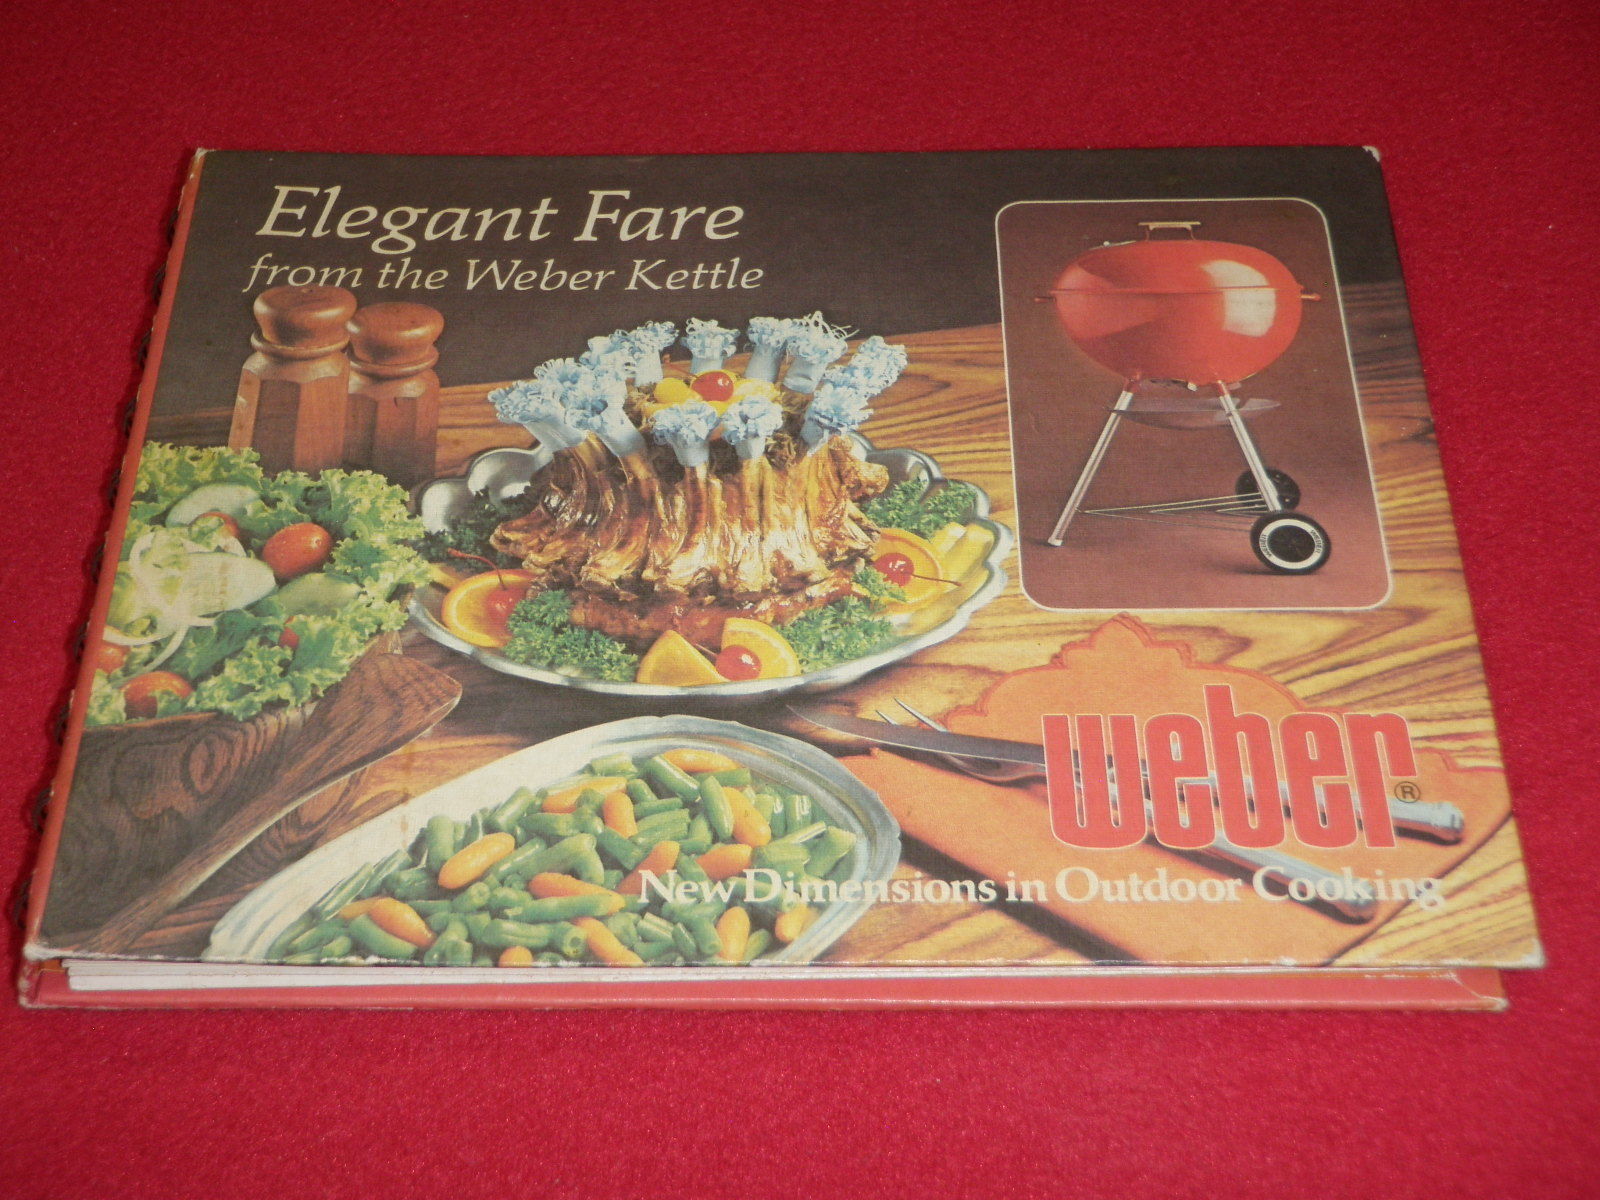 Elegant Fare
from the Weber Kettle
weber®
New Dimensions in Outdoor Cooking